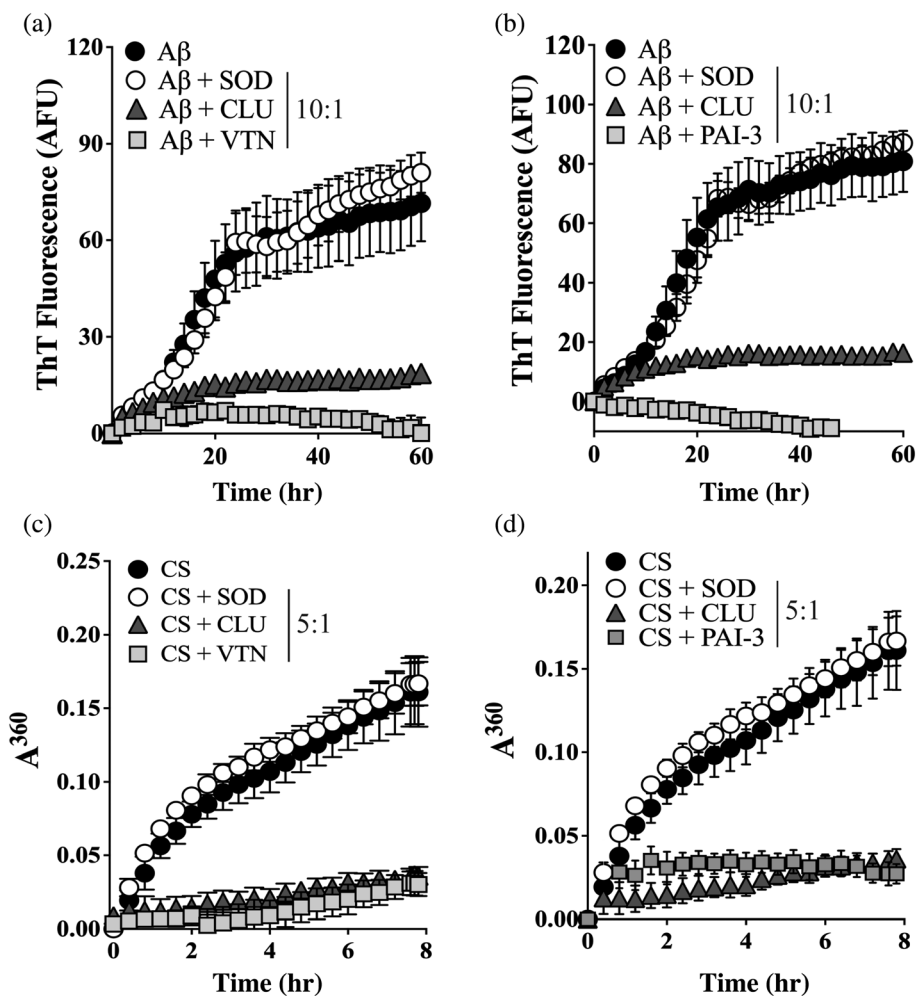 (a)
Aβ
Aβ + SOD
Aβ + CLU
Aβ + VTN
10:1
ThT Fluorescence (AFU)
120
90
60
30
0
20
40
60
Time (hr)
(b)
Aβ
Aβ + SOD
Aβ + CLU
Aβ + PAI-3
10:1
ThT Fluorescence (AFU)
120
100
80
60
40
20
0
0
20
40
60
Time (hr)
(c)
CS
CS + SOD
CS + CLU
CS + VTN
5:1
A³⁶⁰
0.25
0.20
0.15
0.10
0.05
0.00
0
2
4
6
8
Time (hr)
(d)
CS
CS + SOD
CS + CLU
CS + PAI-3
5:1
A³⁶⁰
0.20
0.15
0.10
0.05
0.00
0
2
4
6
8
Time (hr)